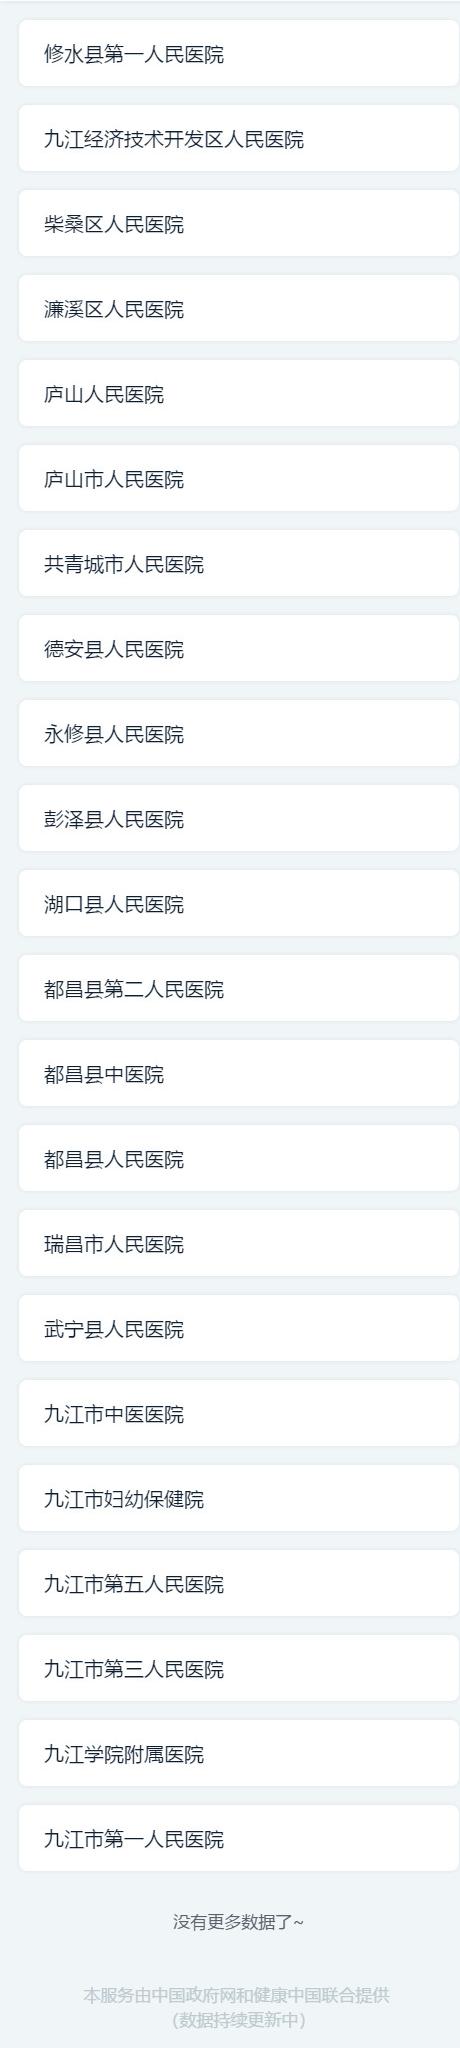 修水县第一人民医院
九江经济技术开发区人民医院
柴桑区人民医院
濂溪区人民医院
庐山人民医院
庐山市人民医院
共青城市人民医院
德安县人民医院
永修县人民医院
彭泽县人民医院
湖口县人民医院
都昌县第二人民医院
都昌县中医院
都昌县人民医院
瑞昌市人民医院
武宁县人民医院
九江市中医医院
九江市妇幼保健院
九江市第五人民医院
九江市第三人民医院
九江学院附属医院
九江市第一人民医院
没有更多数据了~
本服务由中国政府网和健康中国联合提供
(数据持续更新中)